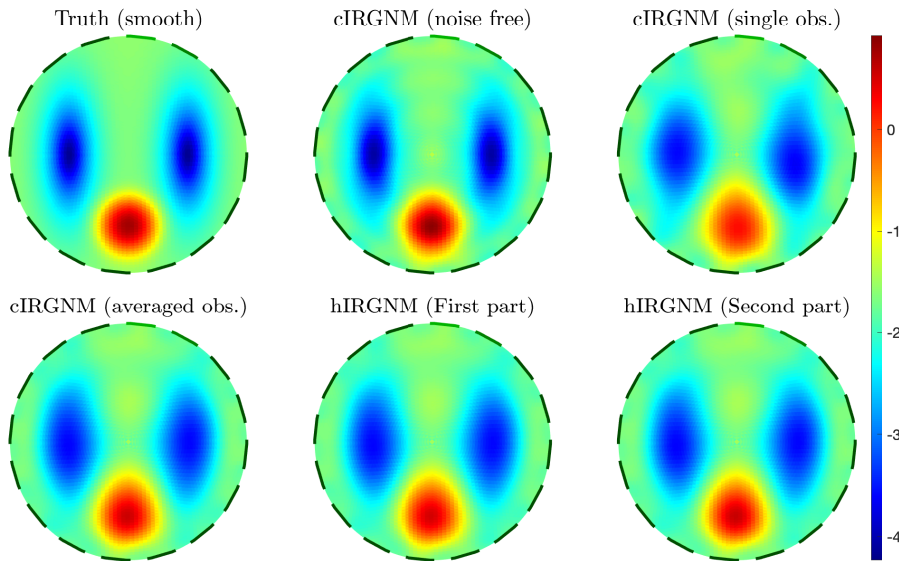 Truth (smooth)
cIRGNM (noise free)
cIRGNM (single obs.)
0
-1
-2
-3
-4
cIRGNM (averaged obs.)
hIRGNM (First part)
hIRGNM (Second part)